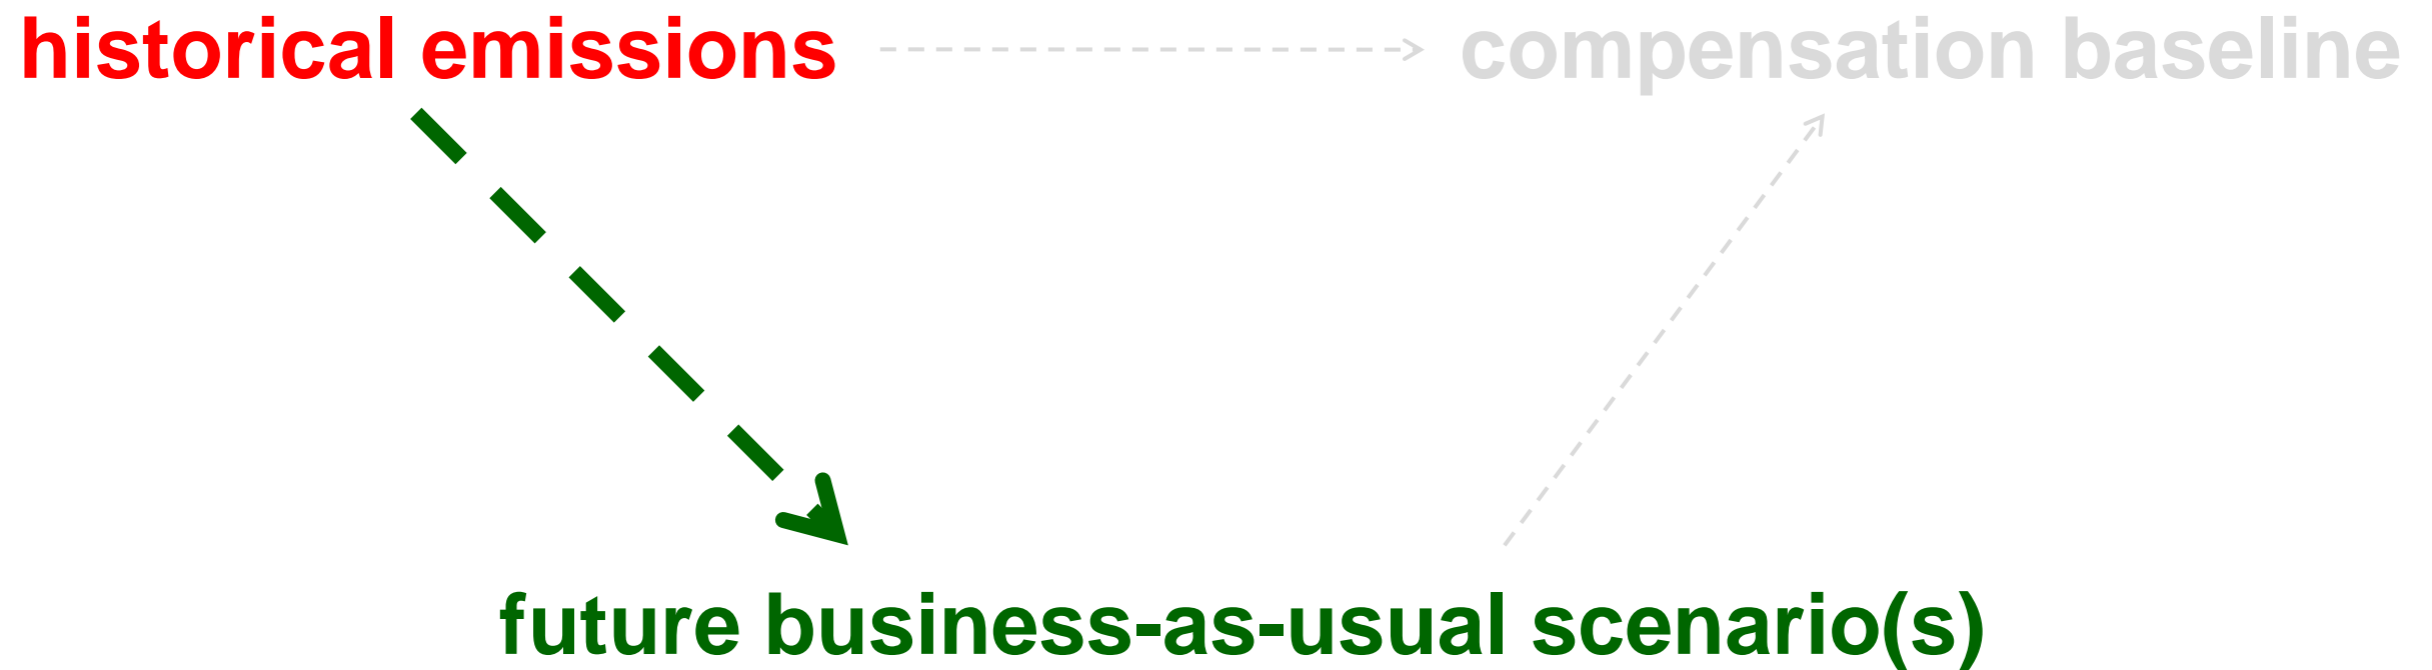 historical emissions
compensation baseline
future business-as-usual scenario(s)